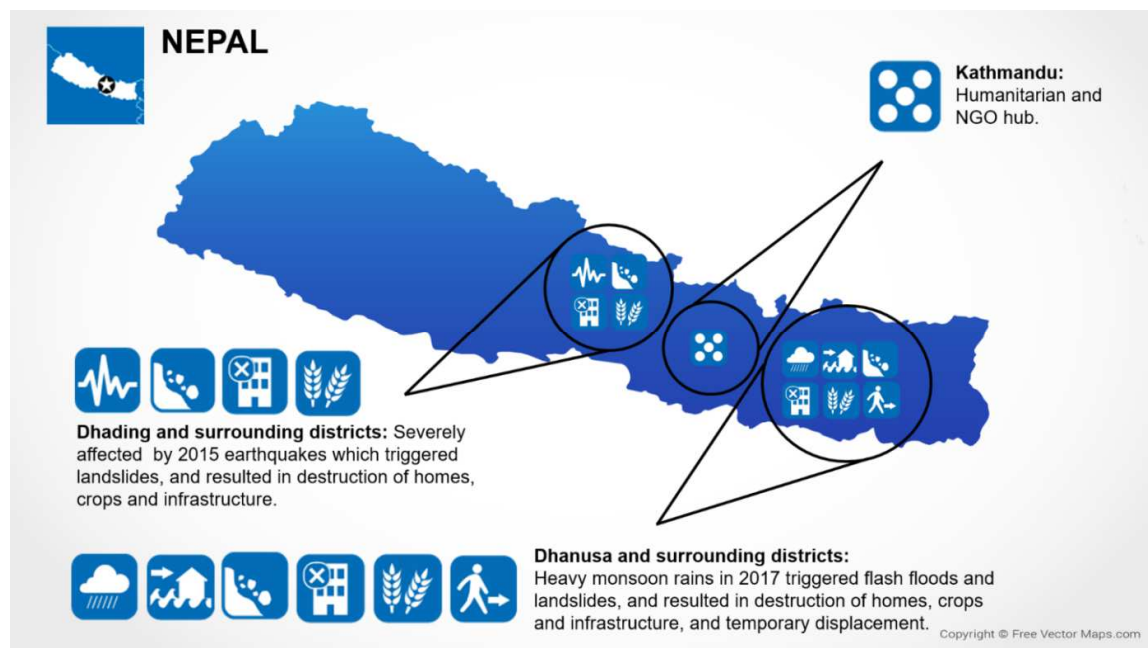 NEPAL
Kathmandu:
Humanitarian and
NGO hub.
Dhading and surrounding districts: Severely
affected by 2015 earthquakes which triggered
landslides, and resulted in destruction of homes,
crops and infrastructure.
Dhanusa and surrounding districts:
Heavy monsoon rains in 2017 triggered flash floods and
landslides, and resulted in destruction of homes, crops
and infrastructure, and temporary displacement.
Copyright © Free Vector Maps.com